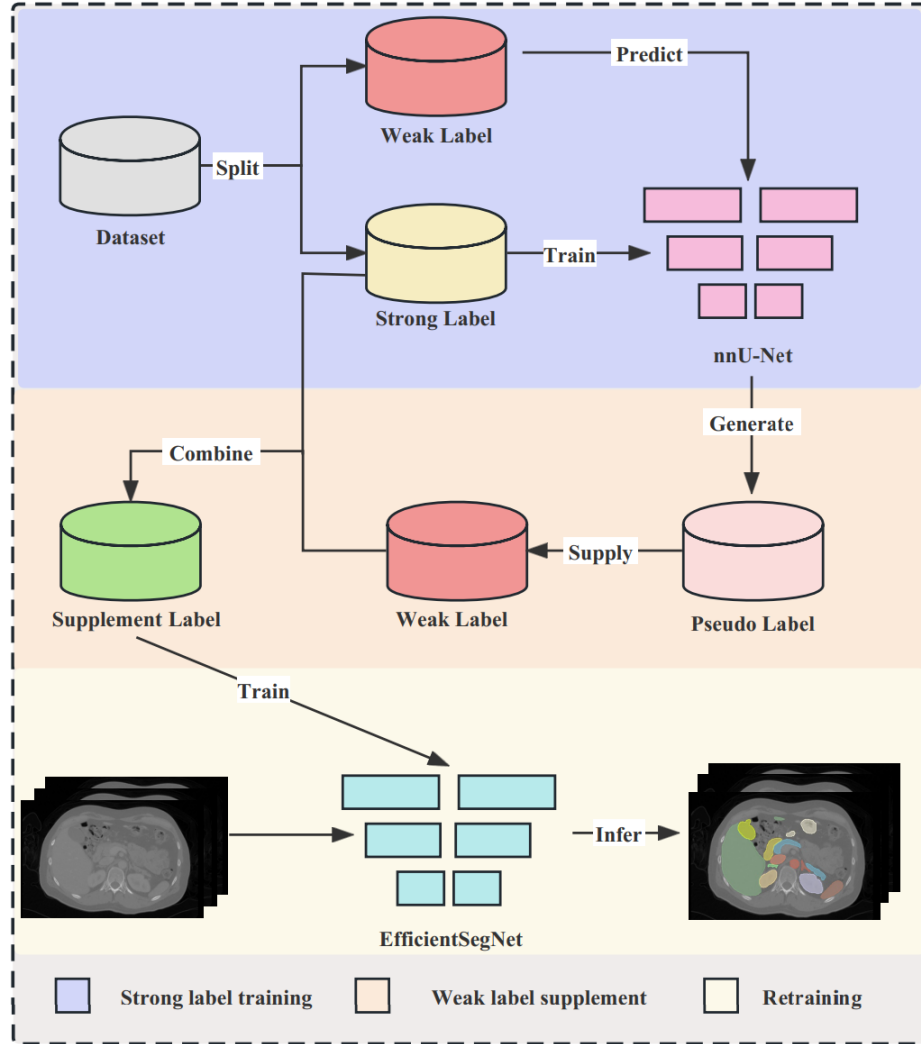 Predict
Weak Label
Split
Dataset
Train
Strong Label
nnU-Net
Generate
Combine
Supply
Supplement Label
Weak Label
Pseudo Label
Train
Infer
EfficientSegNet
Strong label training
Weak label supplement
Retraining